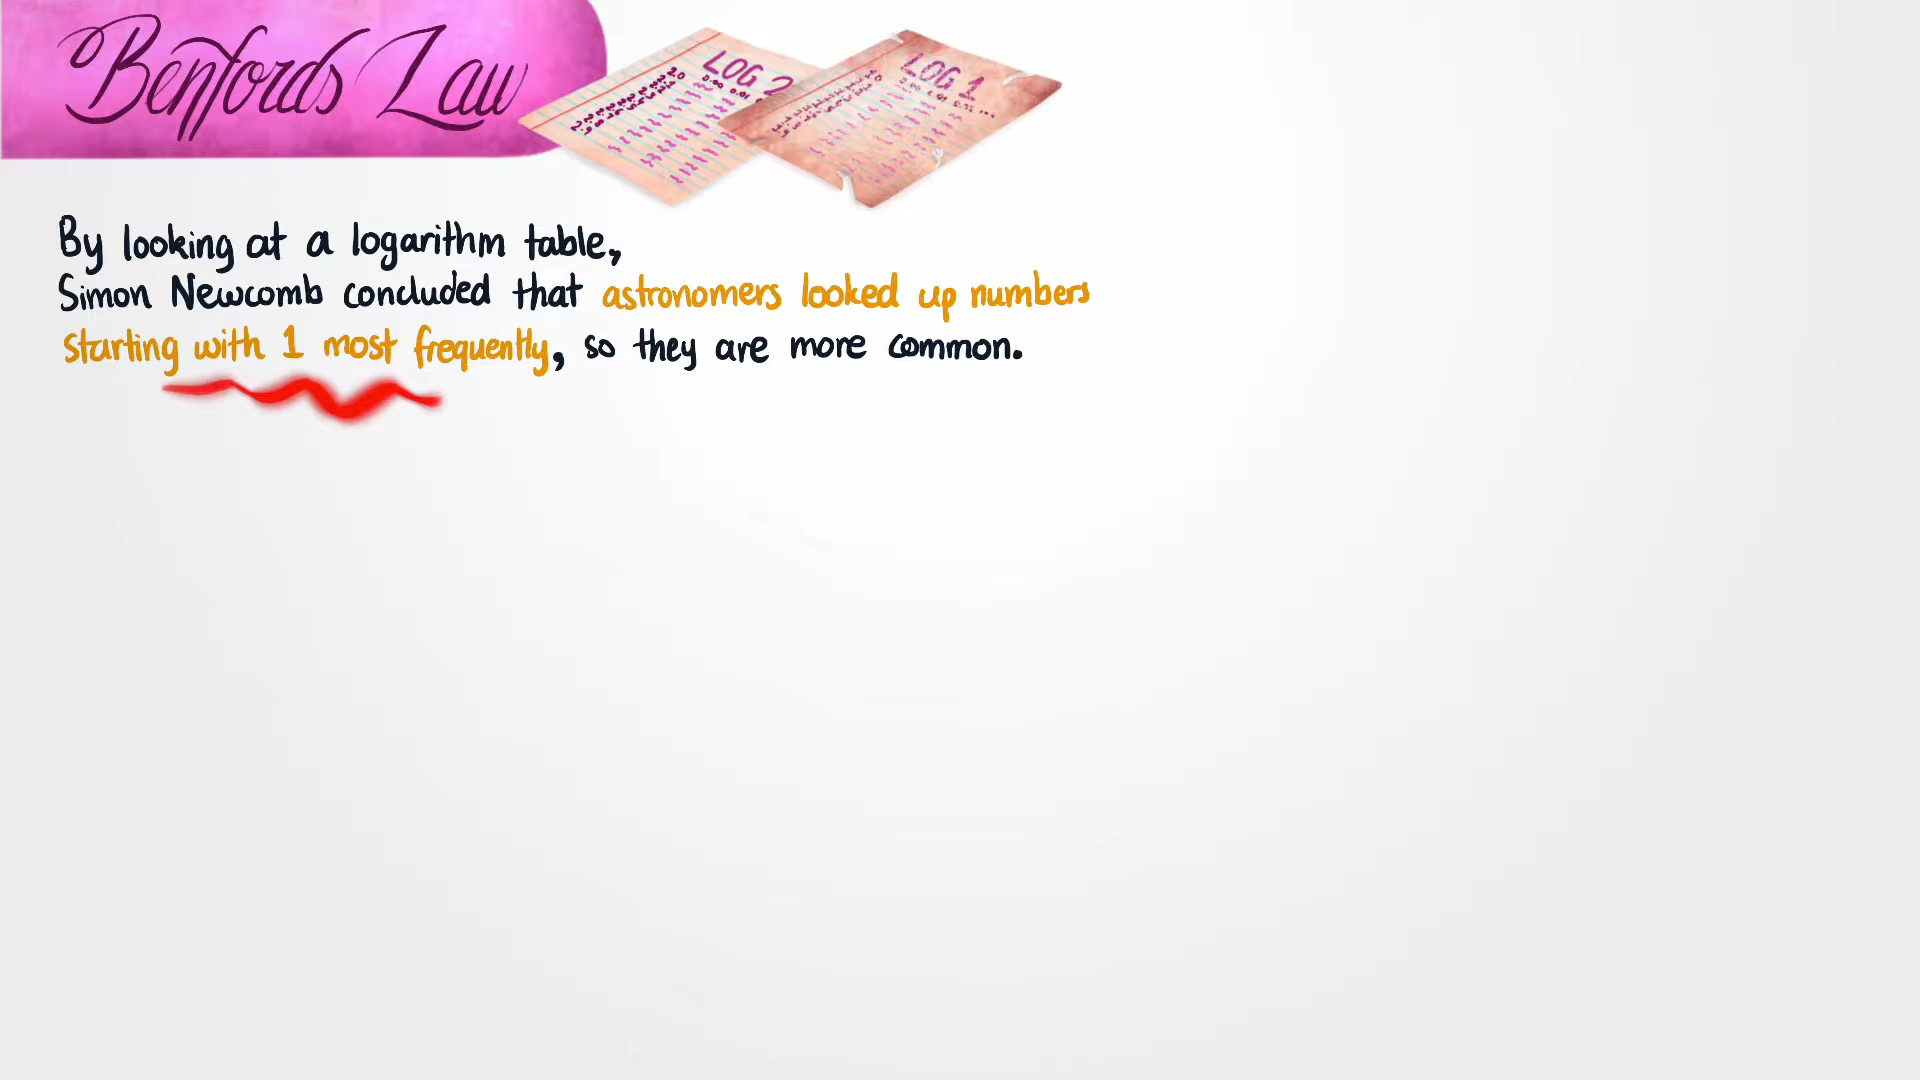 Benfords Law
LOG 2
LOG 1
By looking at a logarithm table,
Simon Newcomb concluded that astronomers looked up numbers
starting with 1 most frequently, so they are more common.